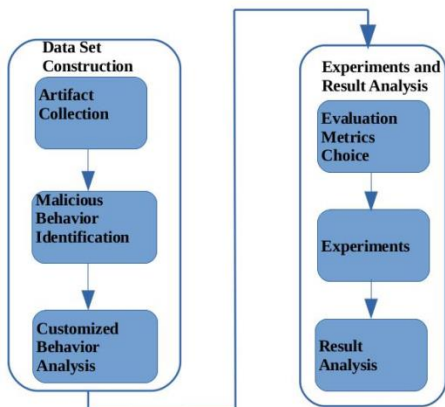 Data Set
Construction
Artifact
Collection
Malicious
Behavior
Identification
Customized
Behavior
Analysis
Experiments and
Result Analysis
Evaluation
Metrics
Choice
Experiments
Result
Analysis